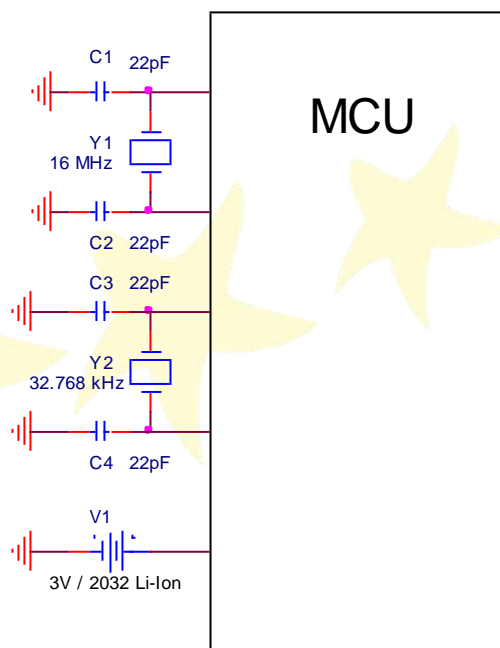 C1 22pF
MCU
Y1
16 MHz
C2 22pF
C3 22pF
Y2
32.768 kHz
C4 22pF
V1
3V / 2032 Li-Ion